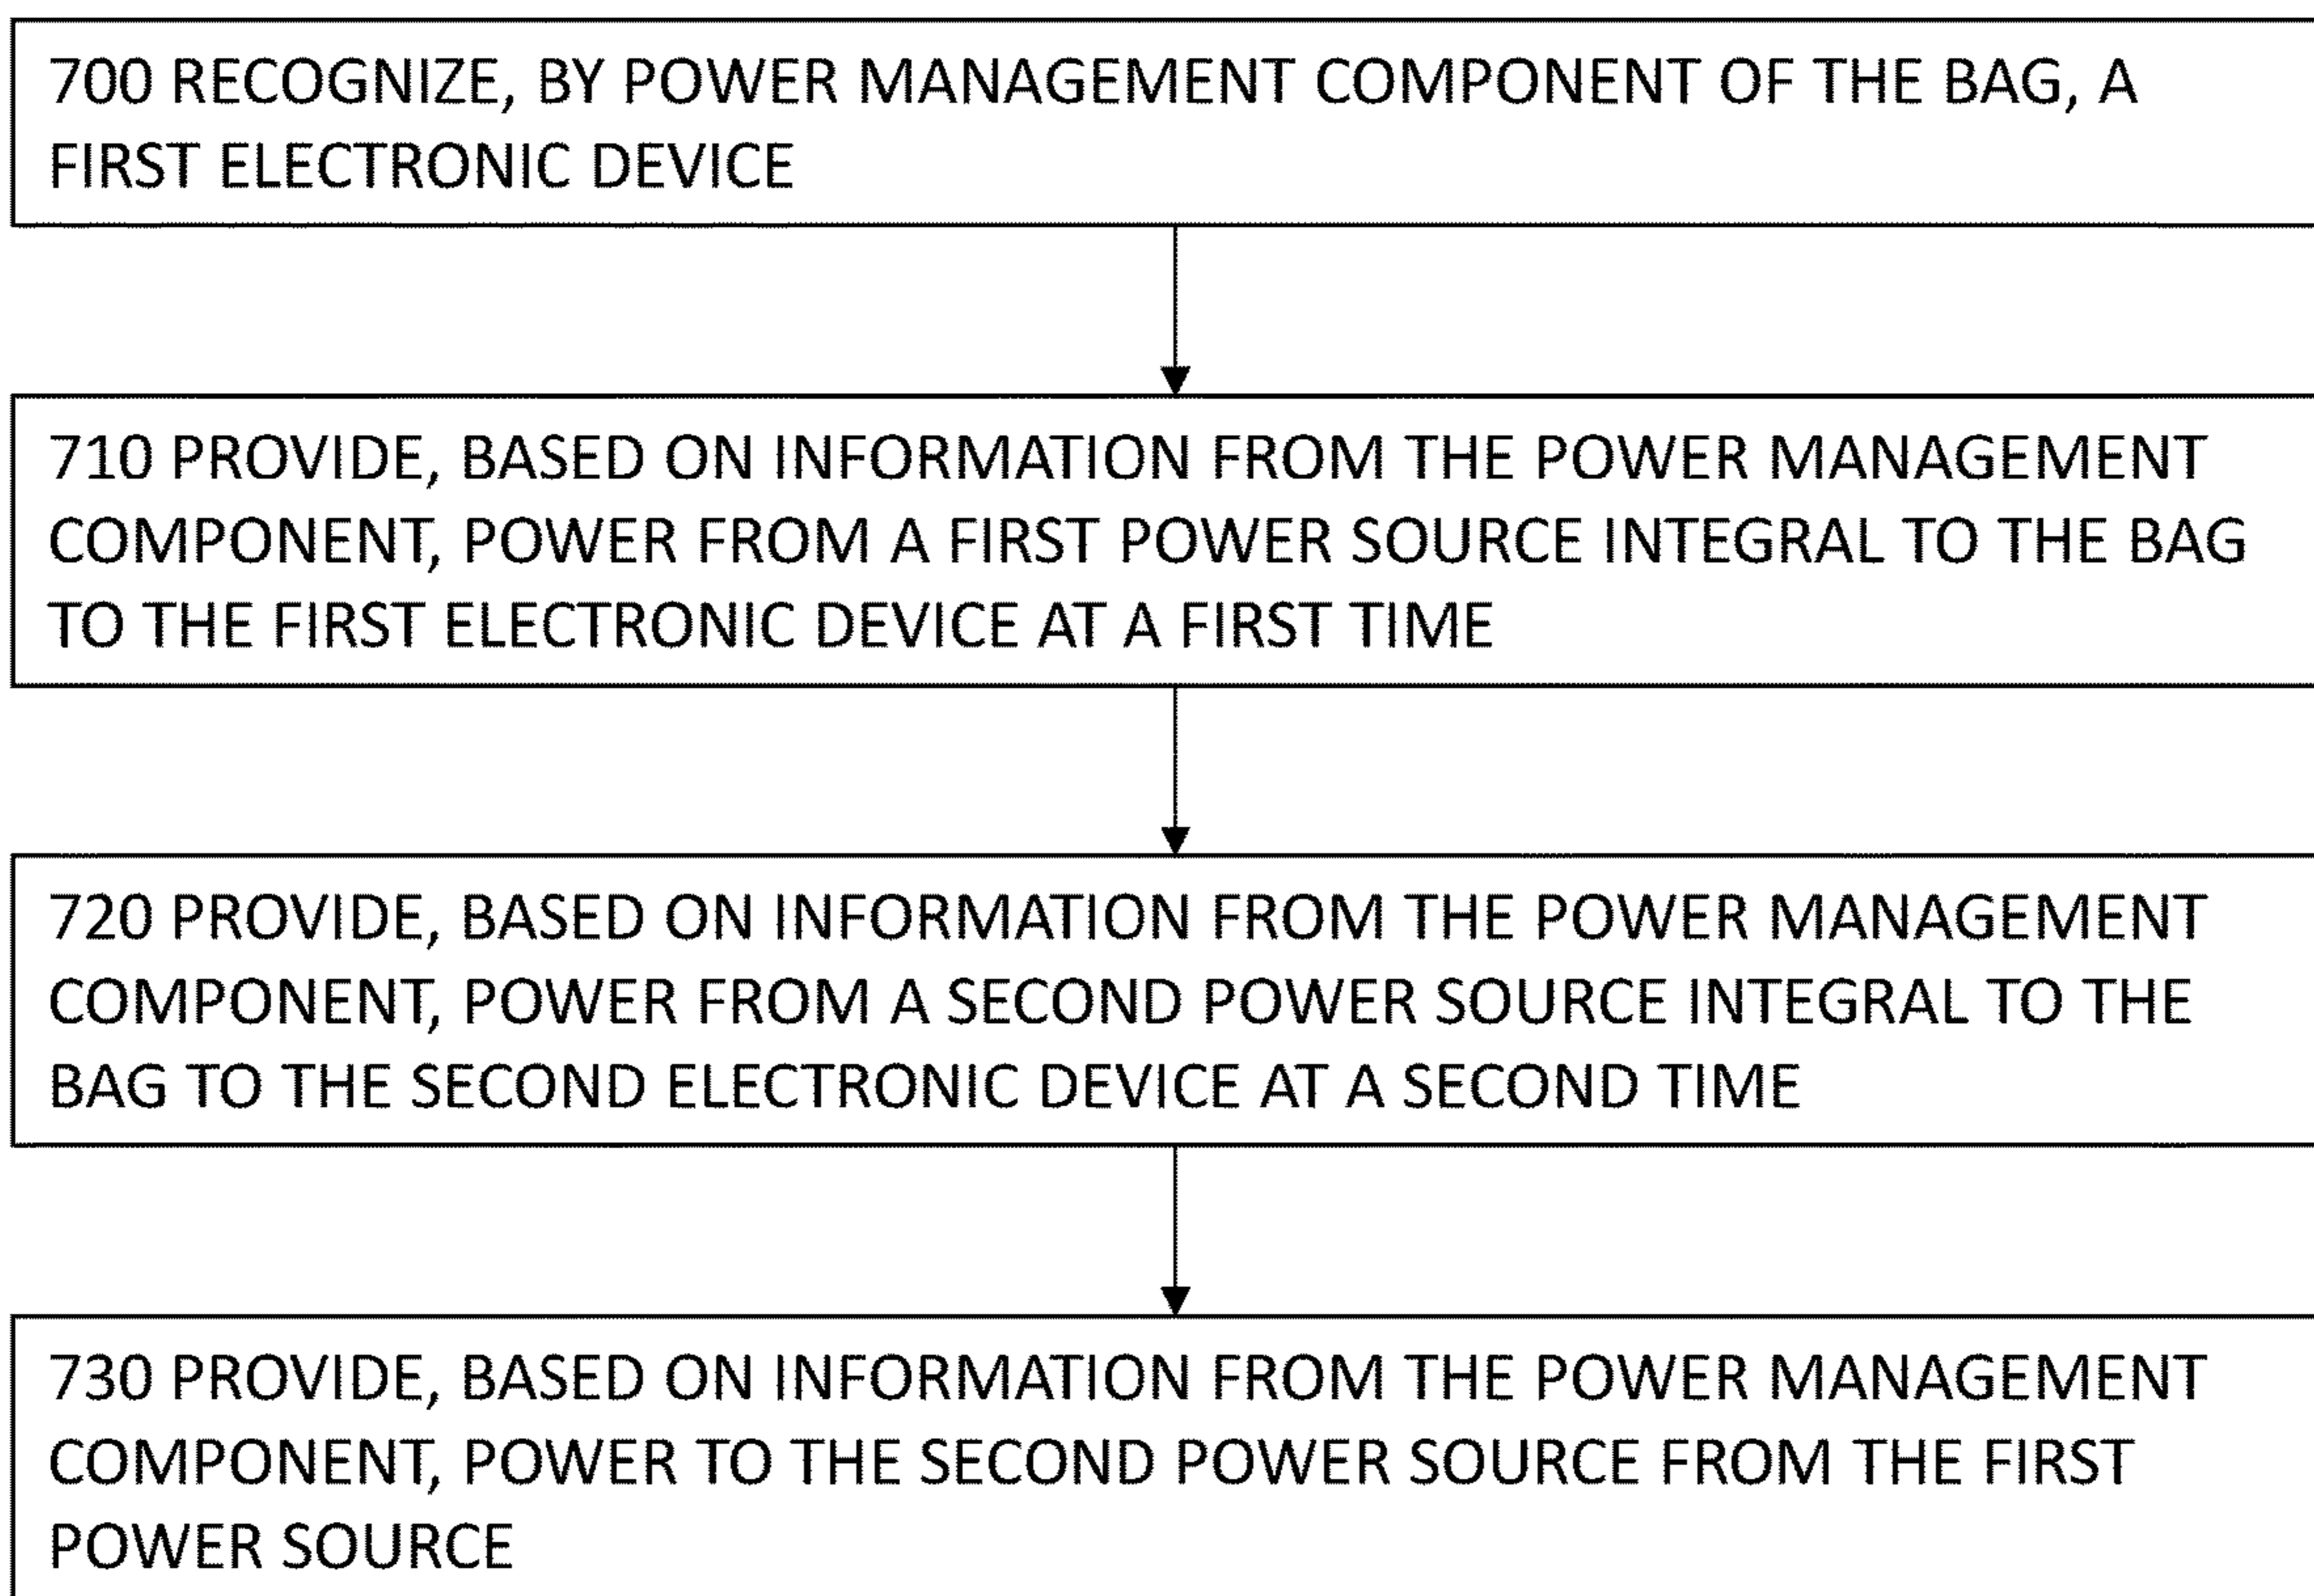 700 RECOGNIZE, BY POWER MANAGEMENT COMPONENT OF THE BAG, A
FIRST ELECTRONIC DEVICE
710 PROVIDE, BASED ON INFORMATION FROM THE POWER MANAGEMENT
COMPONENT, POWER FROM A FIRST POWER SOURCE INTEGRAL TO THE BAG
TO THE FIRST ELECTRONIC DEVICE AT A FIRST TIME
720 PROVIDE, BASED ON INFORMATION FROM THE POWER MANAGEMENT
COMPONENT, POWER FROM A SECOND POWER SOURCE INTEGRAL TO THE
BAG TO THE SECOND ELECTRONIC DEVICE AT A SECOND TIME
730 PROVIDE, BASED ON INFORMATION FROM THE POWER MANAGEMENT
COMPONENT, POWER TO THE SECOND POWER SOURCE FROM THE FIRST
POWER SOURCE